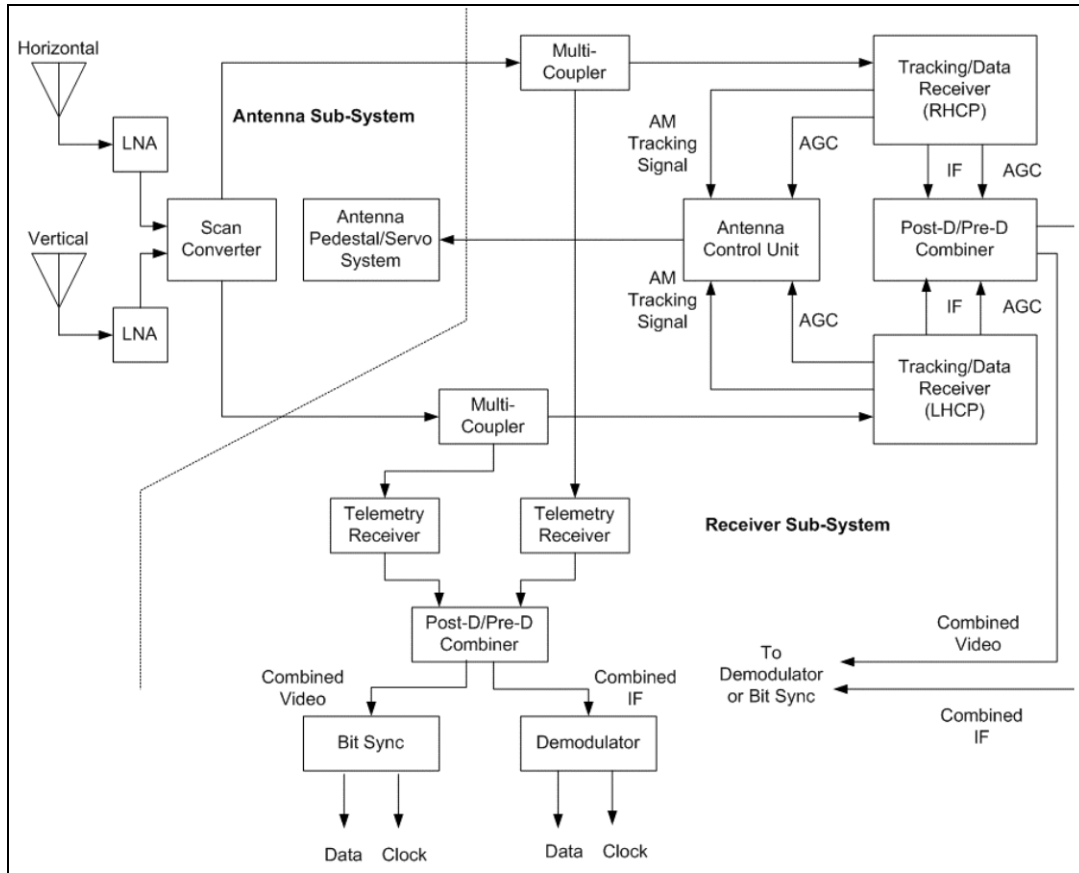 Horizontal
Multi-
Coupler
Tracking/Data
Receiver
(RHCP)
Antenna Sub-System
LNA
AM
Tracking
Signal
AGC
IF
AGC
Vertical
Scan
Converter
Antenna
Pedestal/Servo
System
Antenna
Control Unit
Post-D/Pre-D
Combiner
LNA
AM
Tracking
Signal
AGC
IF
AGC
Tracking/Data
Receiver
(LHCP)
Multi-
Coupler
Telemetry
Receiver
Telemetry
Receiver
Receiver Sub-System
Post-D/Pre-D
Combiner
Combined
Video
Combined
IF
To
Demodulator
or Bit Sync
Combined
Video
Combined
IF
Bit Sync
Demodulator
Data
Clock
Data
Clock